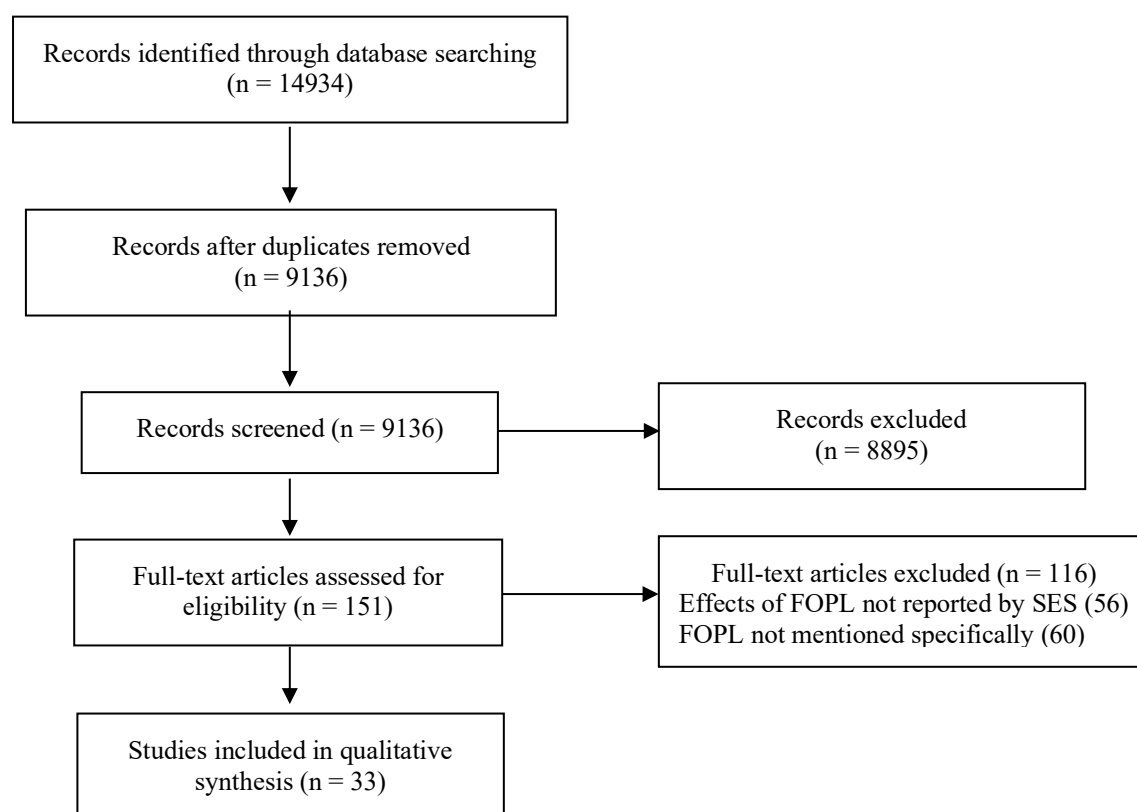 Records identified through database searching
(n = 14934)
Records after duplicates removed
(n = 9136)
Records screened (n = 9136)
Records excluded
(n = 8895)
Full-text articles assessed for
eligibility (n = 151)
Full-text articles excluded (n = 116)
Effects of FOPL not reported by SES (56)
FOPL not mentioned specifically (60)
Studies included in qualitative
synthesis (n = 33)